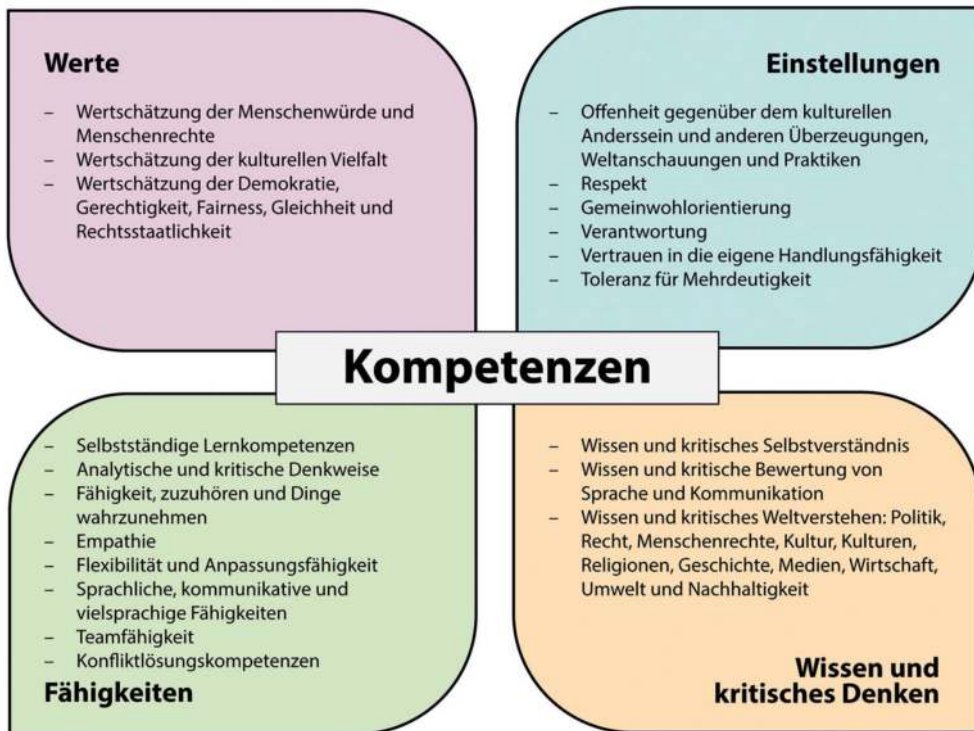 Werte
– Wertschätzung der Menschenwürde und
Menschenrechte
– Wertschätzung der kulturellen Vielfalt
– Wertschätzung der Demokratie,
Gerechtigkeit, Fairness, Gleichheit und
Rechtsstaatlichkeit
Einstellungen
– Offenheit gegenüber dem kulturellen
Anderssein und anderen Überzeugungen,
Weltanschauungen und Praktiken
– Respekt
– Gemeinwohlorientierung
– Verantwortung
– Vertrauen in die eigene Handlungsfähigkeit
– Toleranz für Mehrdeutigkeit
Kompetenzen
– Selbstständige Lernkompetenzen
– Analytische und kritische Denkweise
– Fähigkeit, zuzuhören und Dinge
wahrzunehmen
– Empathie
– Flexibilität und Anpassungsfähigkeit
– Sprachliche, kommunikative und
vielsprachige Fähigkeiten
– Teamfähigkeit
– Konfliktlösungskompetenzen
Fähigkeiten
– Wissen und kritisches Selbstverständnis
– Wissen und kritische Bewertung von
Sprache und Kommunikation
– Wissen und kritisches Weltverstehen: Politik,
Recht, Menschenrechte, Kultur, Kulturen,
Religionen, Geschichte, Medien, Wirtschaft,
Umwelt und Nachhaltigkeit
Wissen und
kritisches Denken